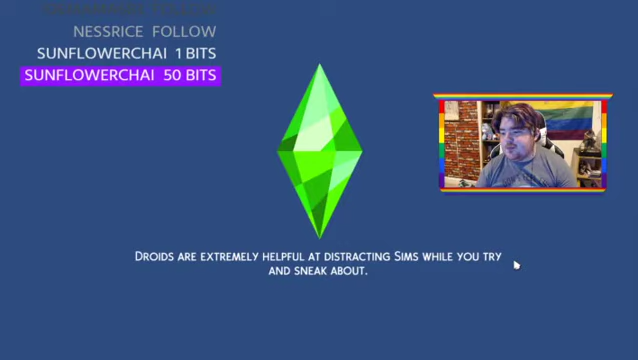 NESSRICE FOLLOW
SUNFLOWERCHAI 1 BITS
SUNFLOWERCHAI 50 BITS
DROIDS ARE EXTREMELY HELPFUL AT DISTRACTING SIMS WHILE YOU TRY
AND SNEAK ABOUT.